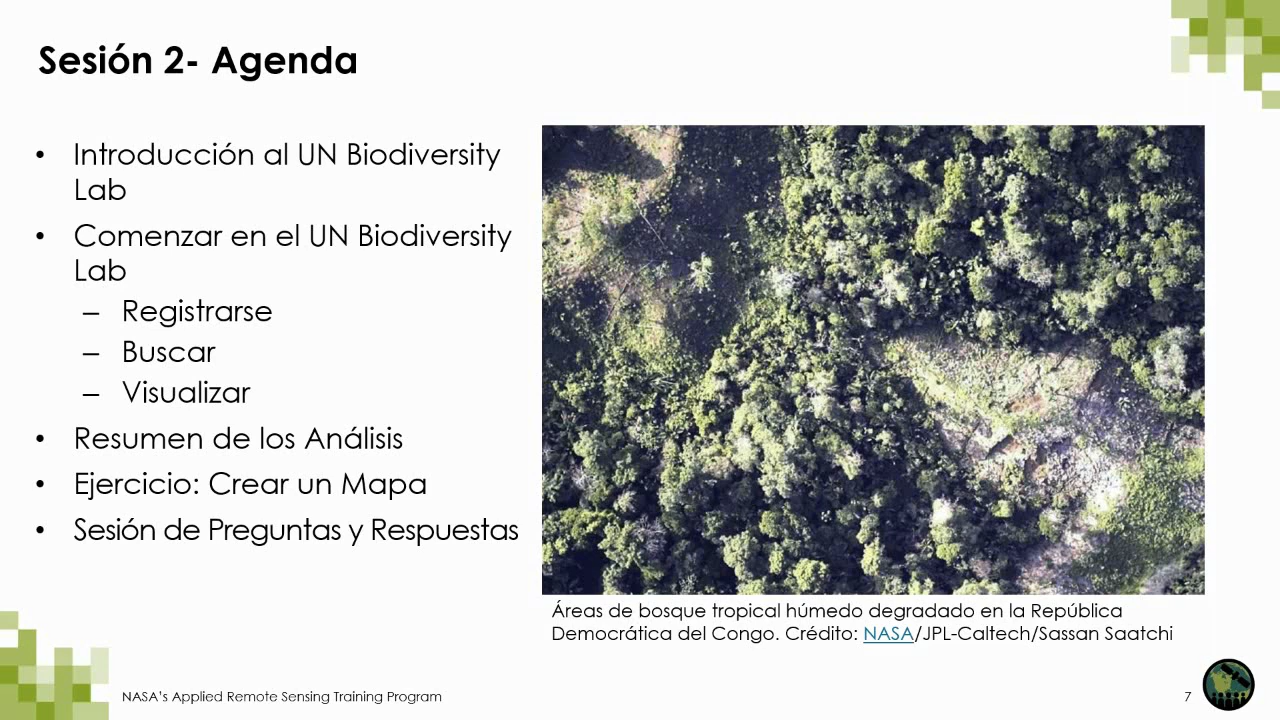 Sesión 2- Agenda
• Introducción al UN Biodiversity
Lab
• Comenzar en el UN Biodiversity
Lab
– Registrarse
– Buscar
– Visualizar
• Resumen de los Análisis
• Ejercicio: Crear un Mapa
• Sesión de Preguntas y Respuestas
Áreas de bosque tropical húmedo degradado en la República
Democrática del Congo. Crédito: NASA/JPL-Caltech/Sassan Saatchi
NASA's Applied Remote Sensing Training Program
7